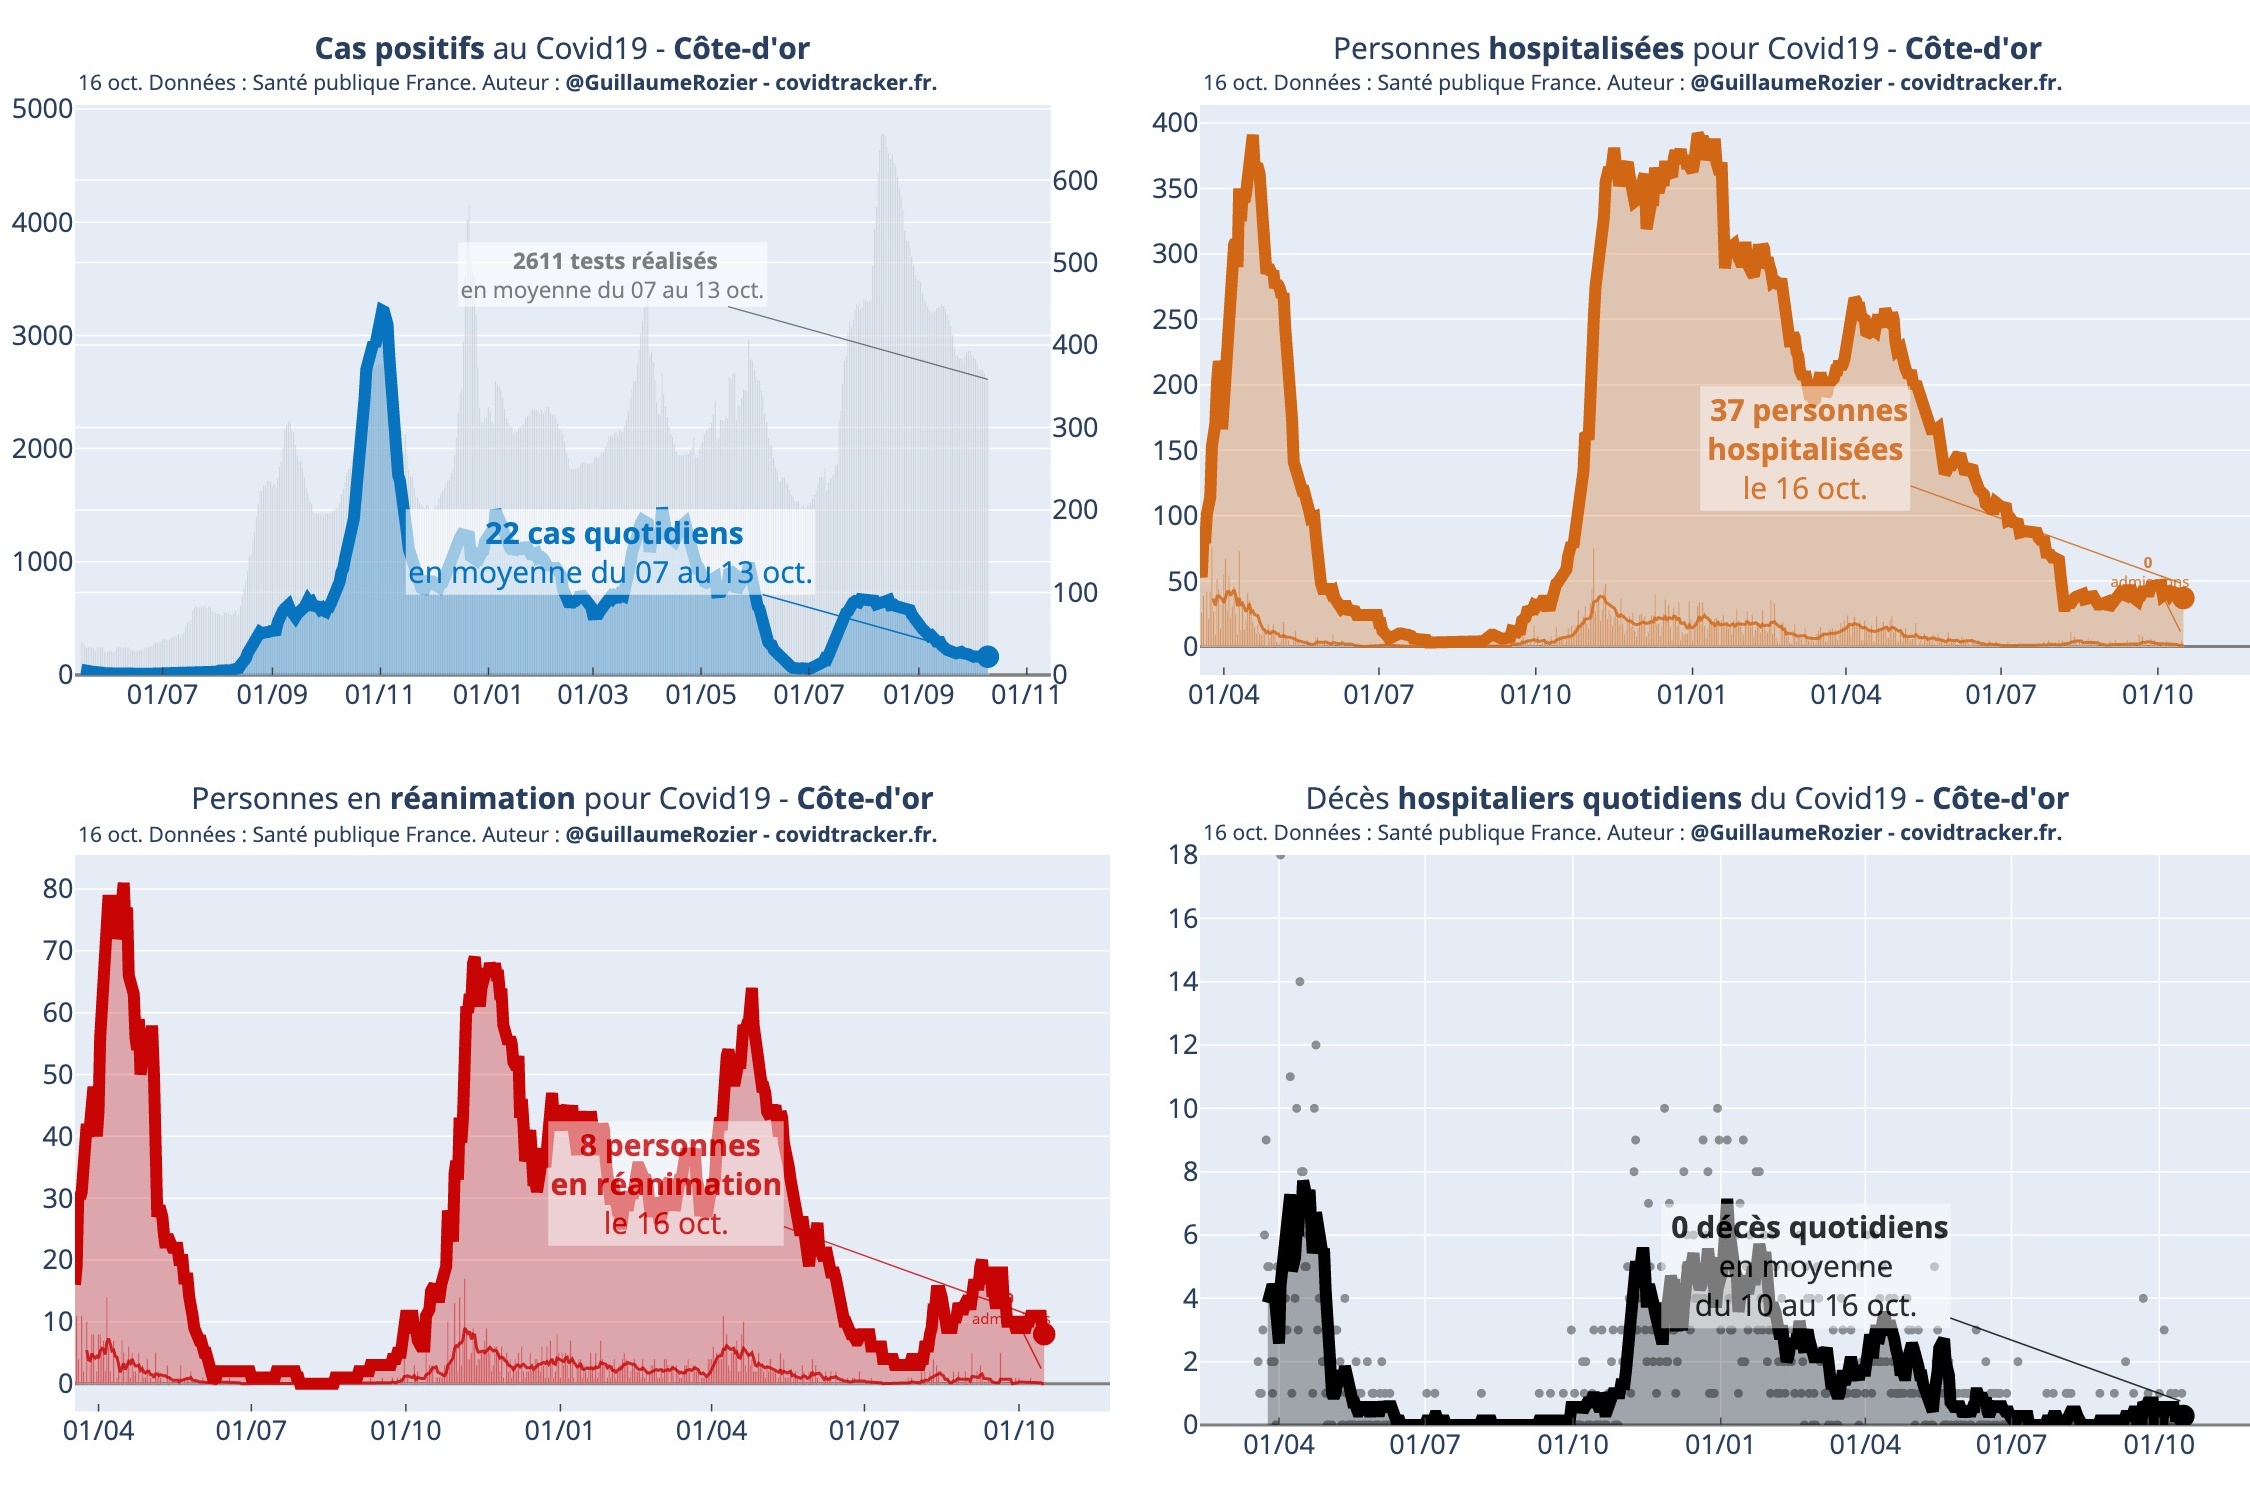 Cas positifs au Covid19 - Côte-d'or
16 oct. Données : Santé publique France. Auteur : @GuillaumeRozier - covidtracker.fr.
5000
4000
3000
2000
1000
0
600
500
400
300
200
100
0
2611 tests réalisés
en moyenne du 07 au 13 oct.
22 cas quotidiens
en moyenne du 07 au 13 oct.
01/07 01/09 01/11 01/01 01/03 01/05 01/07 01/09 01/11
Personnes hospitalisées pour Covid19 - Côte-d'or
16 oct. Données : Santé publique France. Auteur : @GuillaumeRozier - covidtracker.fr.
400
350
300
250
200
150
100
50
0
37 personnes
hospitalisées
le 16 oct.
0
admissions
01/04 01/07 01/10 01/01 01/04 01/07 01/10
Personnes en réanimation pour Covid19 - Côte-d'or
16 oct. Données : Santé publique France. Auteur : @GuillaumeRozier - covidtracker.fr.
80
70
60
50
40
30
20
10
0
8 personnes
en réanimation
le 16 oct.
01/04 01/07 01/10 01/01 01/04 01/07 01/10
Décès hospitaliers quotidiens du Covid19 - Côte-d'or
16 oct. Données : Santé publique France. Auteur : @GuillaumeRozier - covidtracker.fr.
18
16
14
12
10
8
6
4
2
0
0 décès quotidiens
en moyenne
du 10 au 16 oct.
01/04 01/07 01/10 01/01 01/04 01/07 01/10